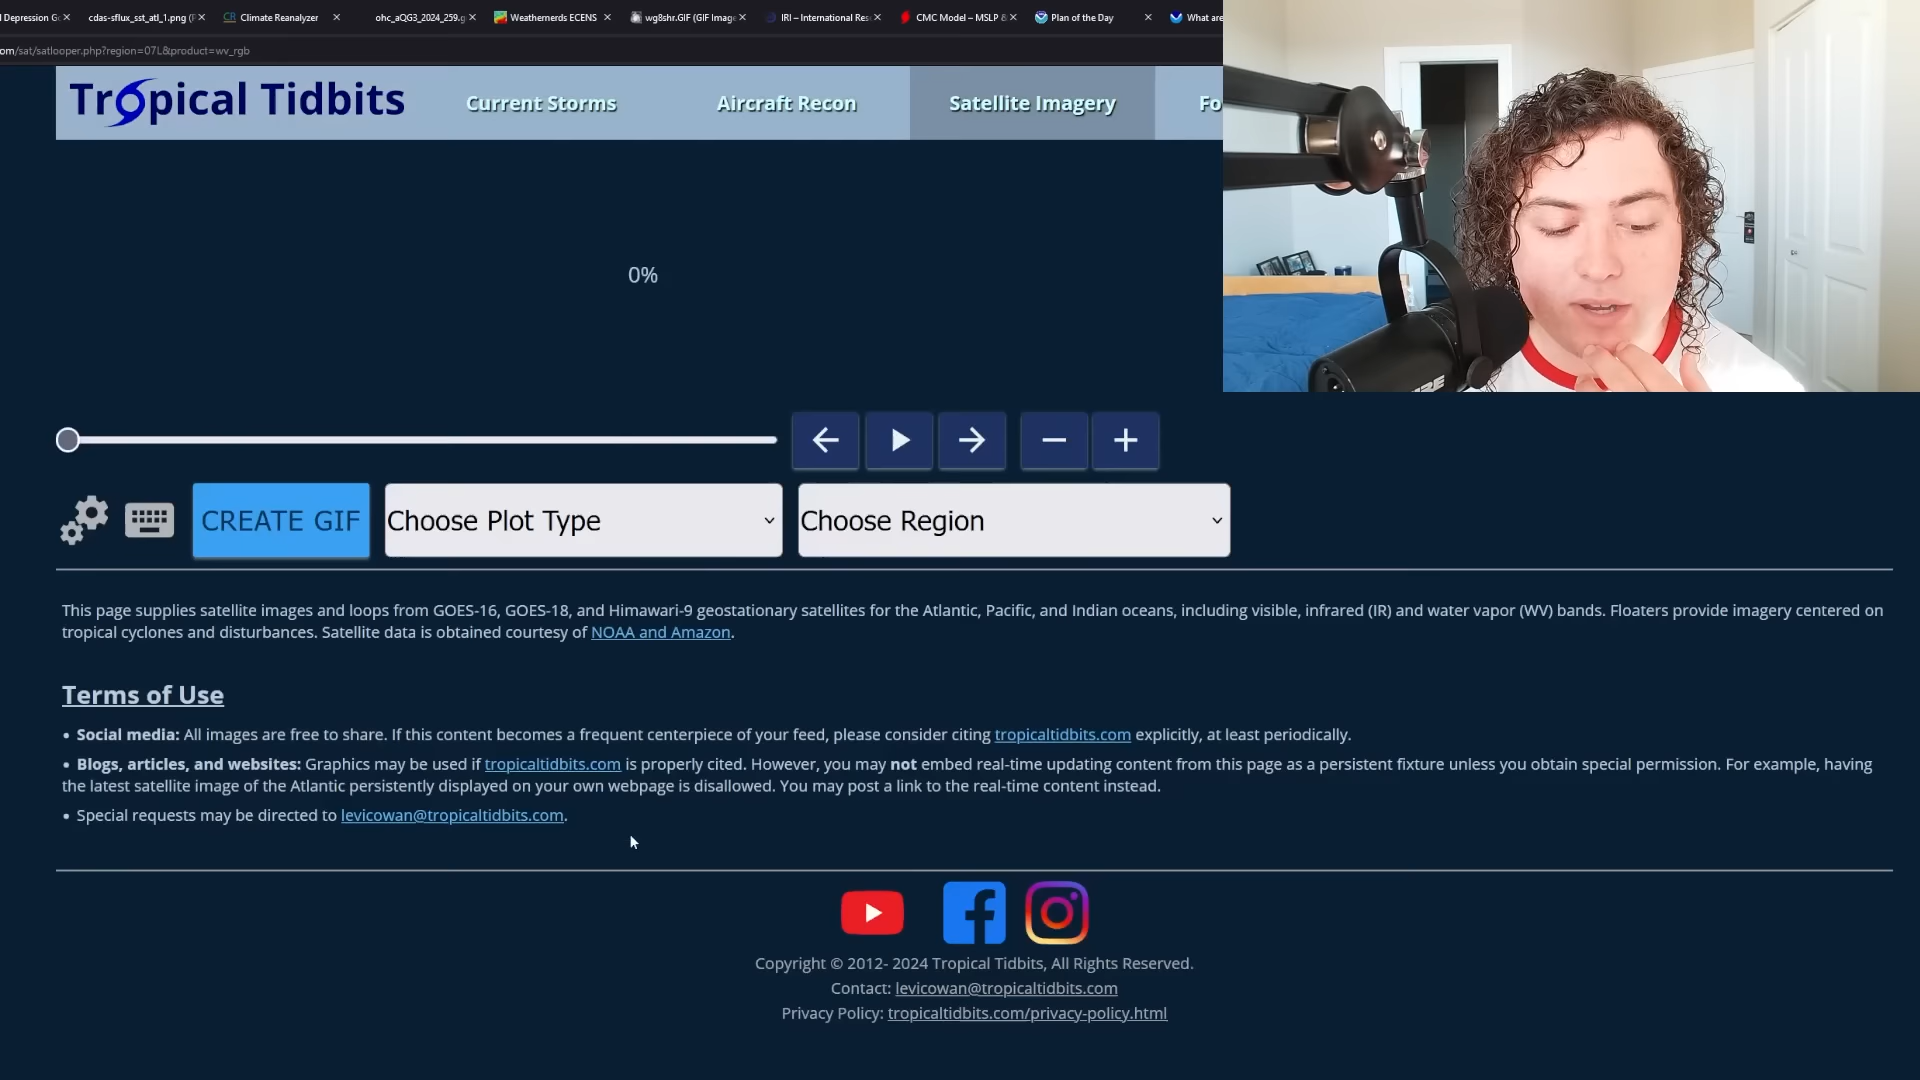 Depression G
cdas-sflux_sst_atl_1.png (
CR Climate Reanalyzer
ohc_aQG3_2024_259.g
Weathernerds ECENS
wg8shr.GIF (GIF Imag
IRI – International Res
CMC Model – MSLP &
Plan of the Day
What are
om/sat/satlooper.php?region=07L&product=wv_rgb
Tropical Tidbits
Current Storms
Aircraft Recon
Satellite Imagery
Fo
0%
CREATE GIF
Choose Plot Type
Choose Region
This page supplies satellite images and loops from GOES-16, GOES-18, and Himawari-9 geostationary satellites for the Atlantic, Pacific, and Indian oceans, including visible, infrared (IR) and water vapor (WV) bands. Floaters provide imagery centered on
tropical cyclones and disturbances. Satellite data is obtained courtesy of NOAA and Amazon.
Terms of Use
• Social media: All images are free to share. If this content becomes a frequent centerpiece of your feed, please consider citing tropicaltidbits.com explicitly, at least periodically.
• Blogs, articles, and websites: Graphics may be used if tropicaltidbits.com is properly cited. However, you may not embed real-time updating content from this page as a persistent fixture unless you obtain special permission. For example, having
the latest satellite image of the Atlantic persistently displayed on your own webpage is disallowed. You may post a link to the real-time content instead.
• Special requests may be directed to levicowan@tropicaltidbits.com.
Copyright © 2012- 2024 Tropical Tidbits, All Rights Reserved.
Contact: levicowan@tropicaltidbits.com
Privacy Policy: tropicaltidbits.com/privacy-policy.html